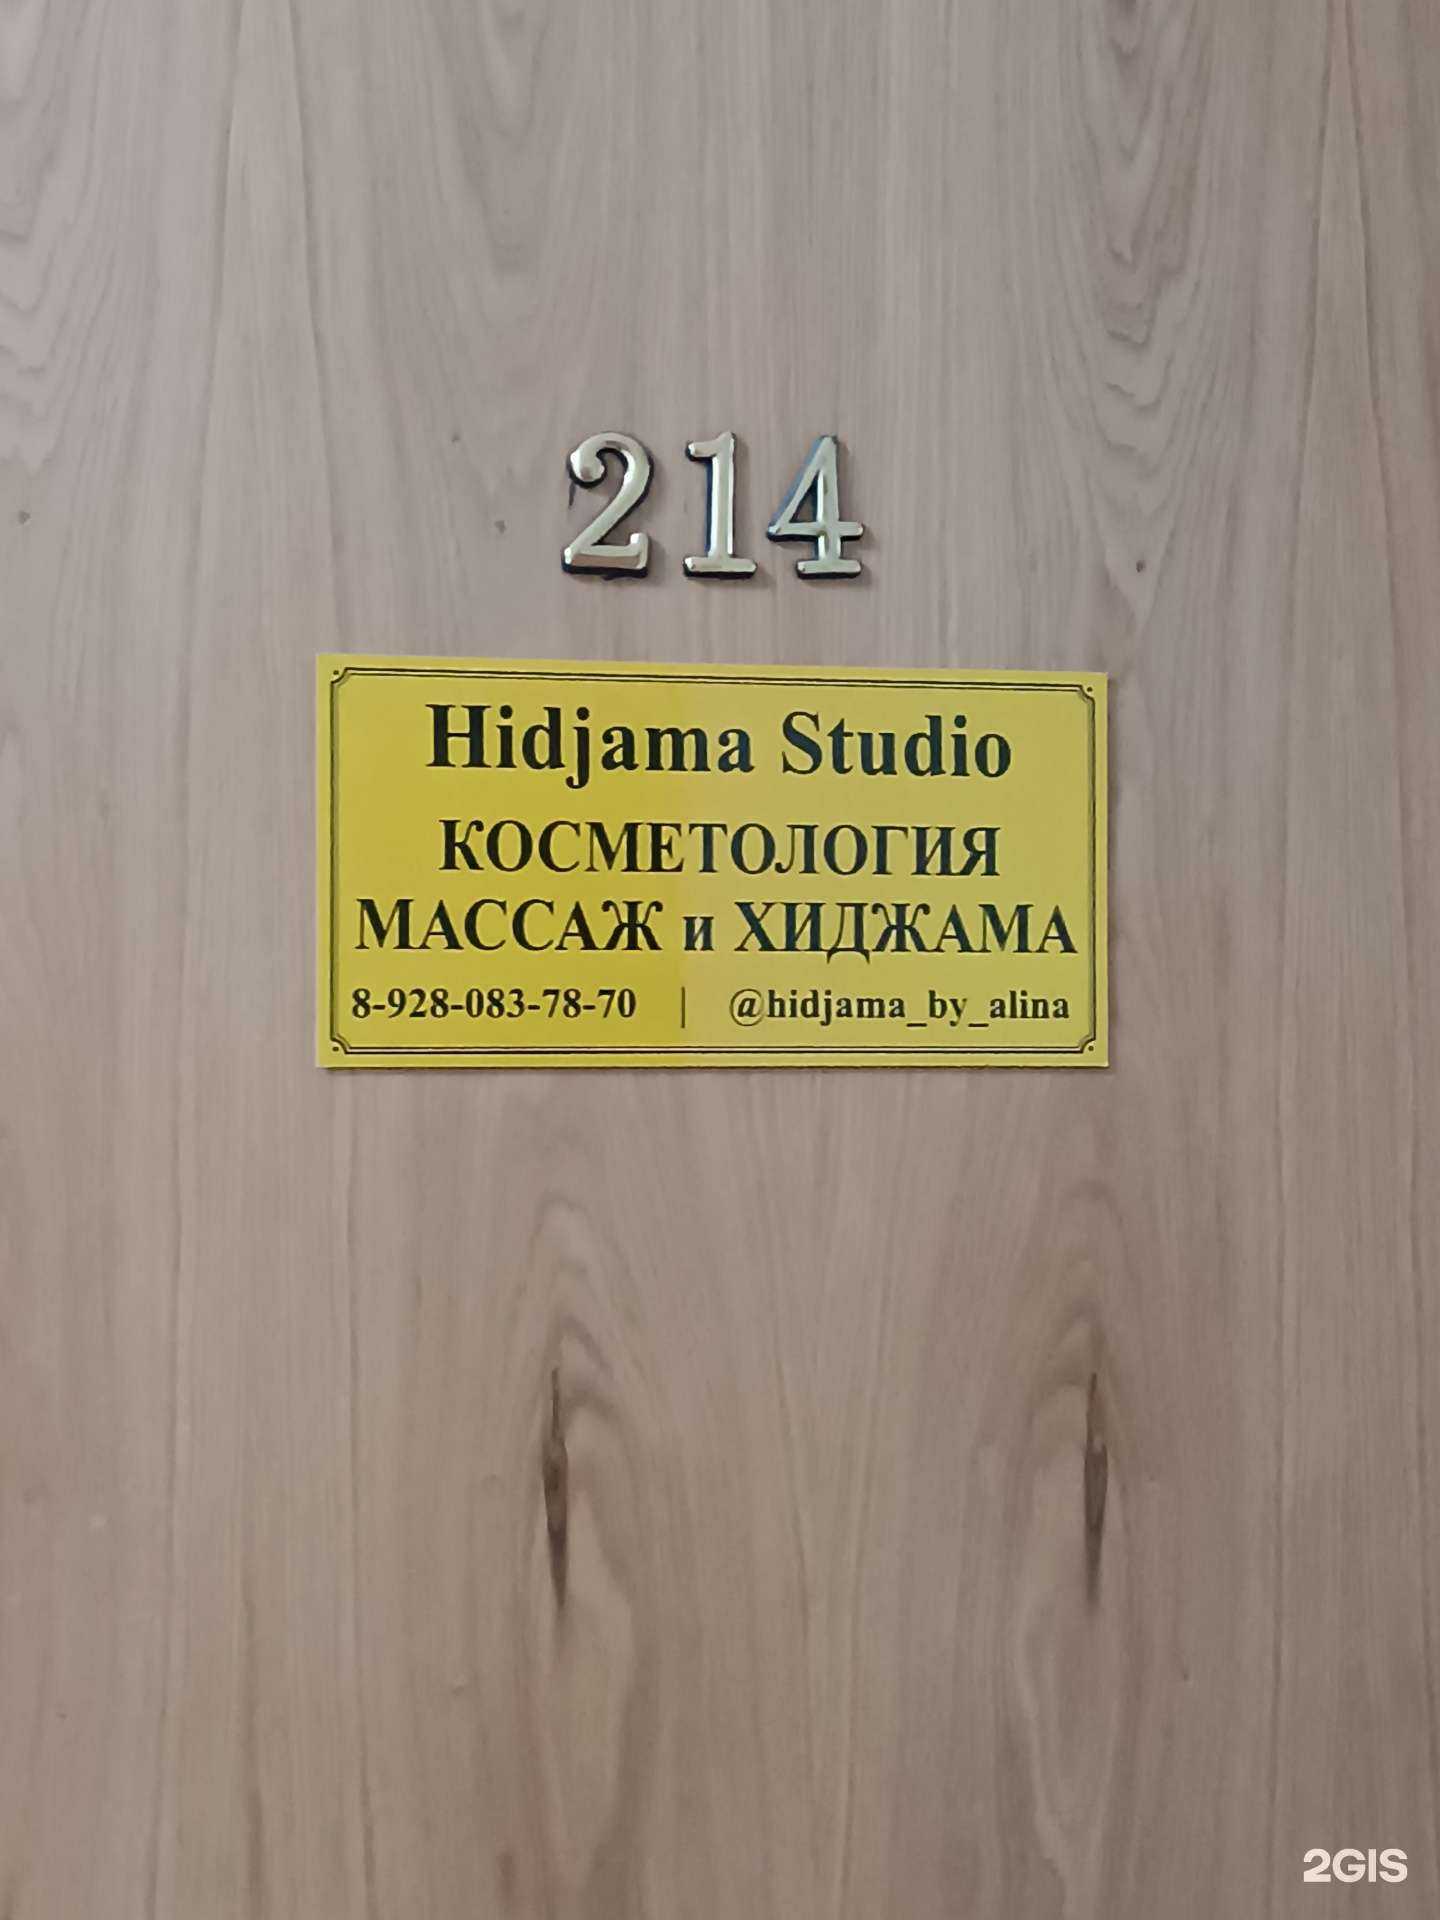 214
Hidjama Studio
КОСМЕТОЛОГИЯ
МАССАЖ и ХИДЖАМА
8-928-083-78-70 | @hidjama_by_alina
2GIS